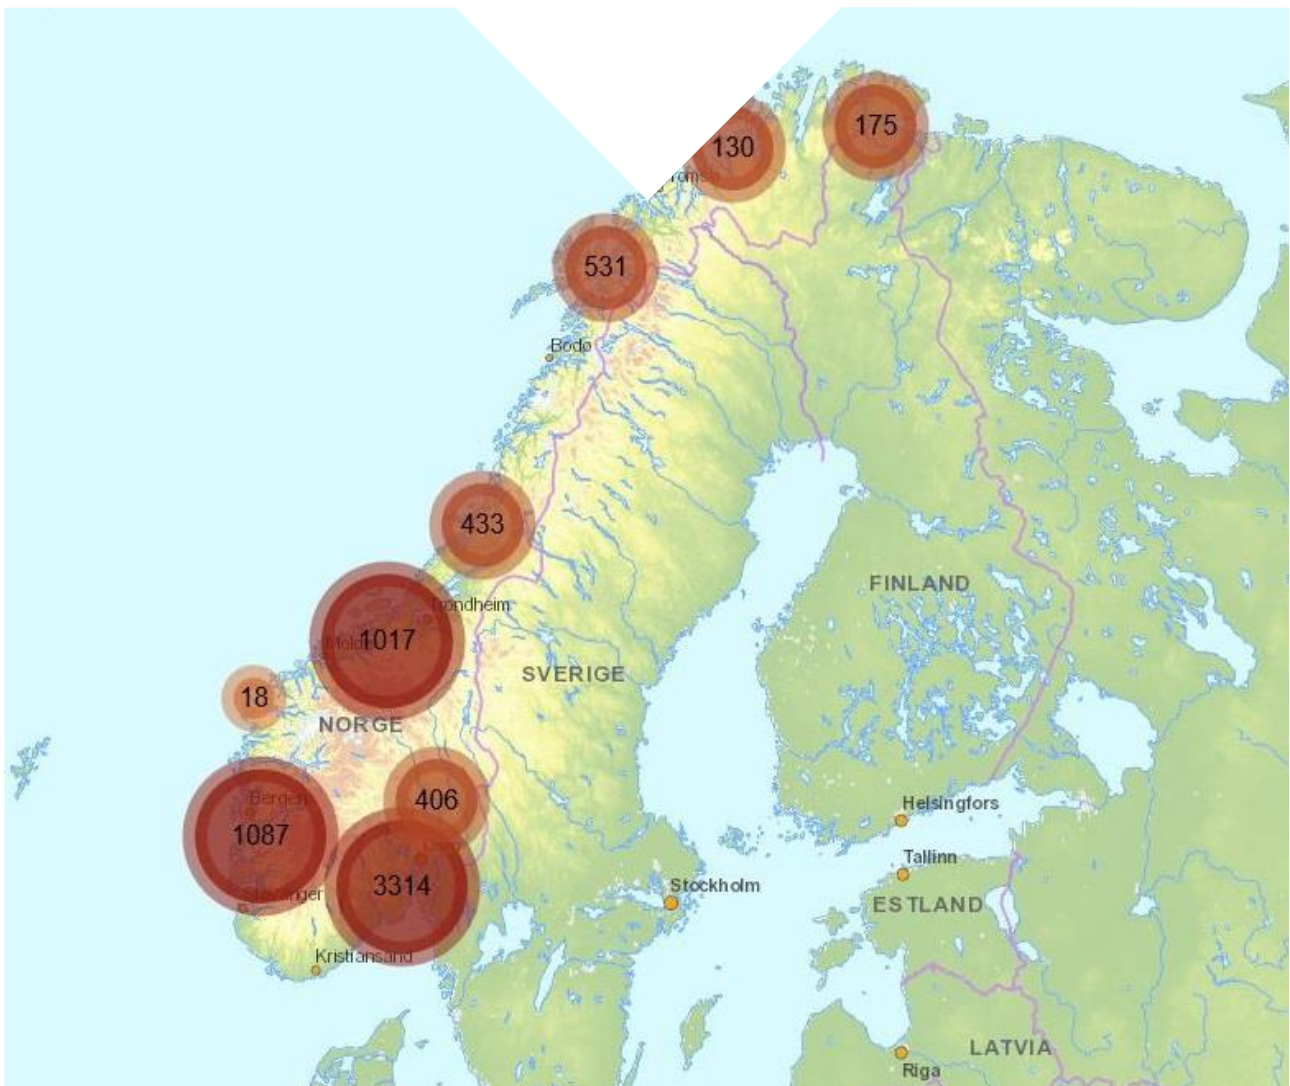 175
130
531
Bodø
433
FINLAND
Trondheim
1017
SVERIGE
18
NORGE
Bergen
406
Helsingfors
1087
Tallinn
3314
Stockholm
ESTLAND
Kristiansand
LATVIA
Riga